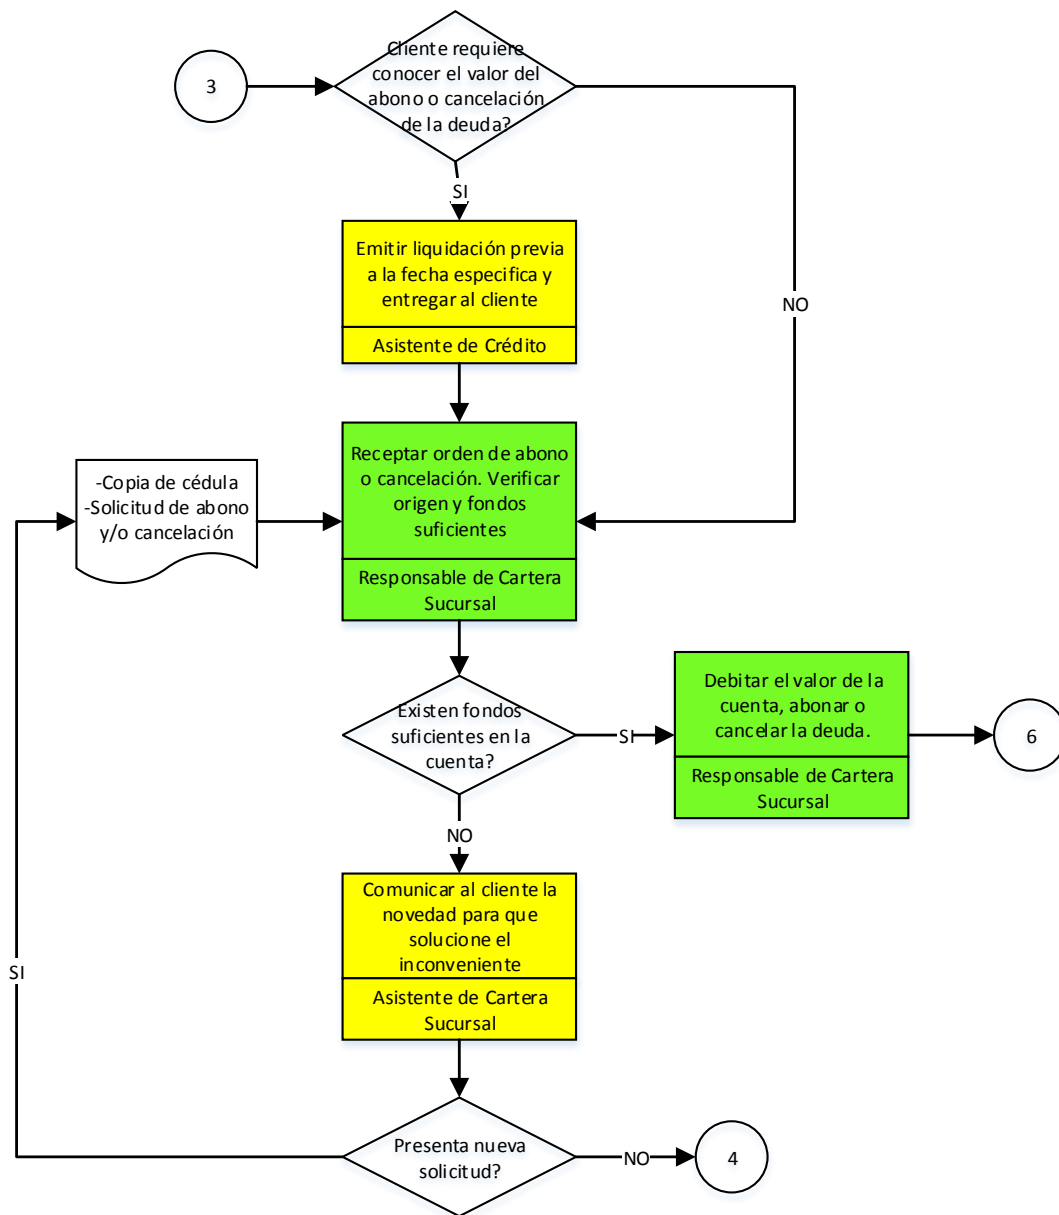 3
Cliente requiere
conocer el valor del
abono o cancelación
de la deuda?
SI
Emitir liquidación previa
a la fecha especifica y
entregar al cliente
Asistente de Crédito
NO
-Copia de cédula
-Solicitud de abono
y/o cancelación
Receptar orden de abono
o cancelación. Verificar
origen y fondos
suficientes
Responsable de Cartera
Sucursal
Existen fondos
suficientes en la
cuenta?
SI
Debitar el valor de la
cuenta, abonar o
cancelar la deuda.
Responsable de Cartera
Sucursal
6
NO
Comunicar al cliente la
novedad para que
solucione el
inconveniente
Asistente de Cartera
Sucursal
SI
Presenta nueva
solicitud?
NO
4